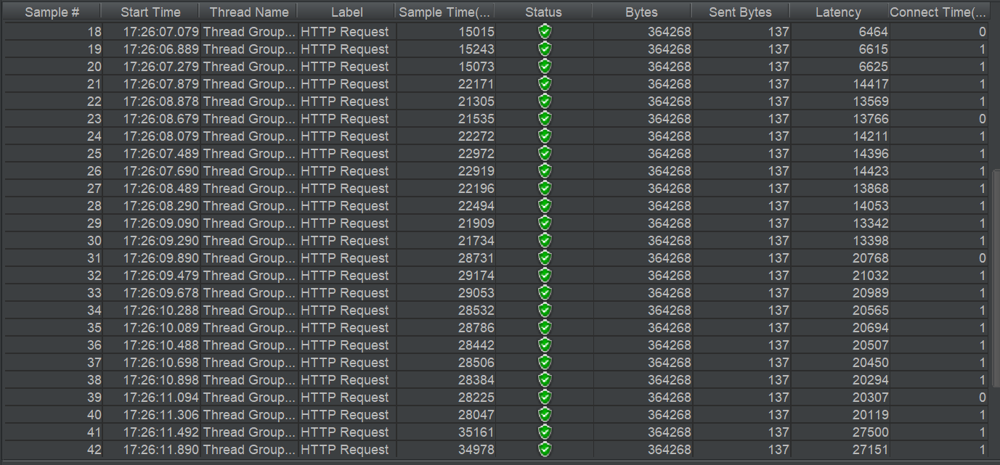 Sample # Start Time Thread Name Label Sample Time(... Status Bytes Sent Bytes Latency Connect Time(...
18 17:26:07.079 Thread Group... HTTP Request 15015 364268 137 6464 0
19 17:26:06.889 Thread Group... HTTP Request 15243 364268 137 6615 1
20 17:26:07.279 Thread Group... HTTP Request 15073 364268 137 6625 1
21 17:26:07.879 Thread Group... HTTP Request 22171 364268 137 14417 1
22 17:26:08.878 Thread Group... HTTP Request 21305 364268 137 13569 1
23 17:26:08.679 Thread Group... HTTP Request 21535 364268 137 13766 0
24 17:26:08.079 Thread Group... HTTP Request 22272 364268 137 14211 1
25 17:26:07.489 Thread Group... HTTP Request 22972 364268 137 14396 1
26 17:26:07.690 Thread Group... HTTP Request 22919 364268 137 14423 1
27 17:26:08.489 Thread Group... HTTP Request 22196 364268 137 13868 1
28 17:26:08.290 Thread Group... HTTP Request 22494 364268 137 14053 1
29 17:26:09.090 Thread Group... HTTP Request 21909 364268 137 13342 1
30 17:26:09.290 Thread Group... HTTP Request 21734 364268 137 13398 1
31 17:26:09.890 Thread Group... HTTP Request 28731 364268 137 20768 0
32 17:26:09.479 Thread Group... HTTP Request 29174 364268 137 21032 1
33 17:26:09.678 Thread Group... HTTP Request 29053 364268 137 20989 1
34 17:26:10.288 Thread Group... HTTP Request 28532 364268 137 20565 1
35 17:26:10.089 Thread Group... HTTP Request 28786 364268 137 20694 1
36 17:26:10.488 Thread Group... HTTP Request 28442 364268 137 20507 1
37 17:26:10.698 Thread Group... HTTP Request 28506 364268 137 20450 1
38 17:26:10.898 Thread Group... HTTP Request 28384 364268 137 20294 1
39 17:26:11.094 Thread Group... HTTP Request 28225 364268 137 20307 0
40 17:26:11.306 Thread Group... HTTP Request 28047 364268 137 20119 1
41 17:26:11.492 Thread Group... HTTP Request 35161 364268 137 27500 1
42 17:26:11.890 Thread Group... HTTP Request 34978 364268 137 27151 1